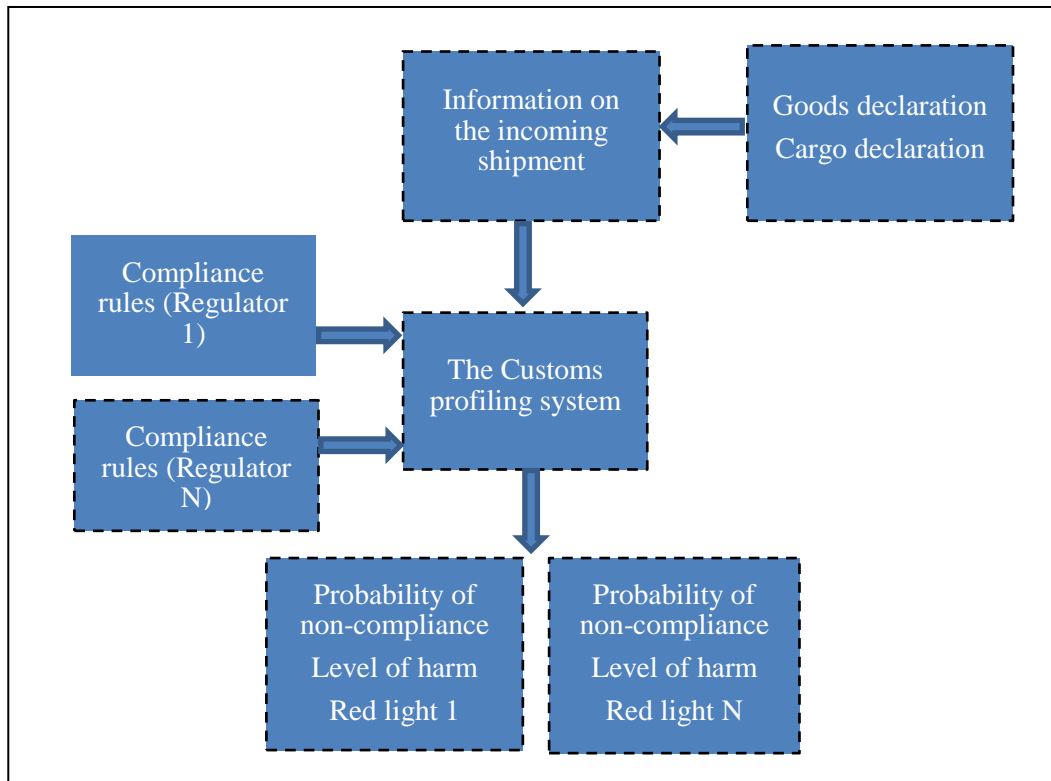 Information on
the incoming
shipment
Goods declaration
Cargo declaration
Compliance
rules (Regulator
1)
The Customs
profiling system
Compliance
rules (Regulator
N)
Probability of
non-compliance
Level of harm
Red light 1
Probability of
non-compliance
Level of harm
Red light N